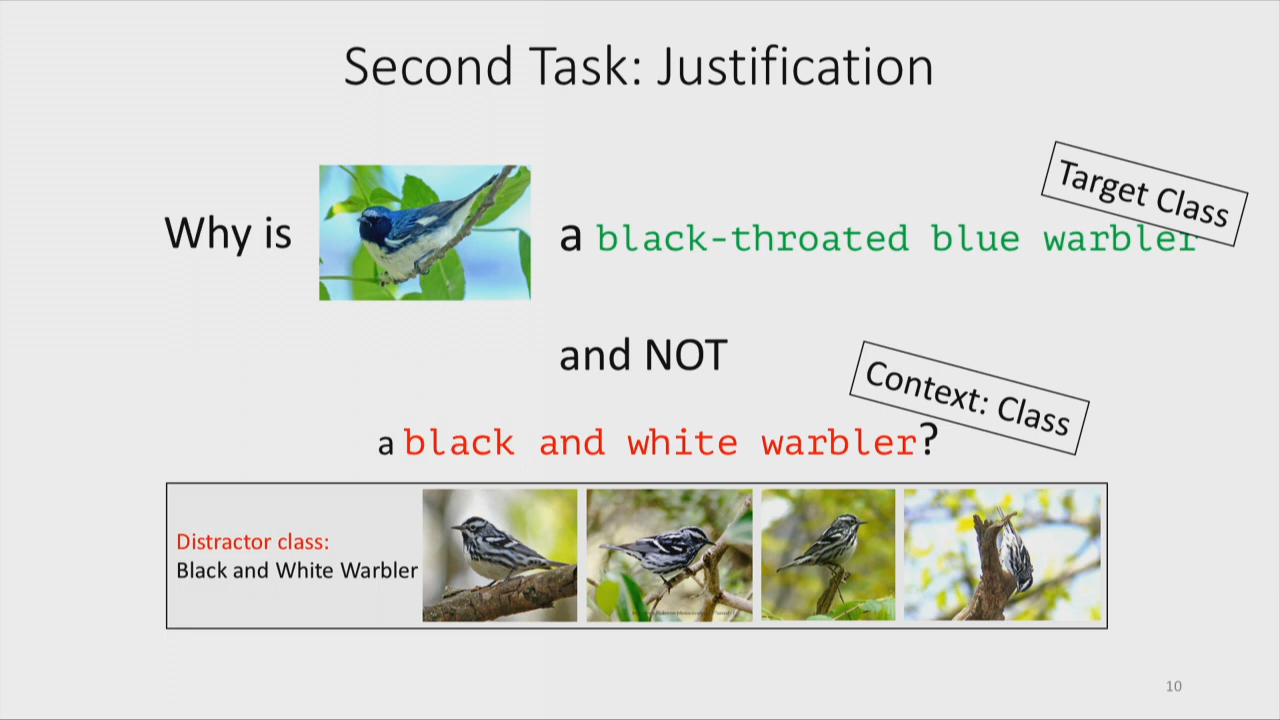 Second Task: Justification
Target Class
Why is a black-throated blue warbler
and NOT
Context: Class
a black and white warbler?
Distractor class:
Black and White Warbler
10